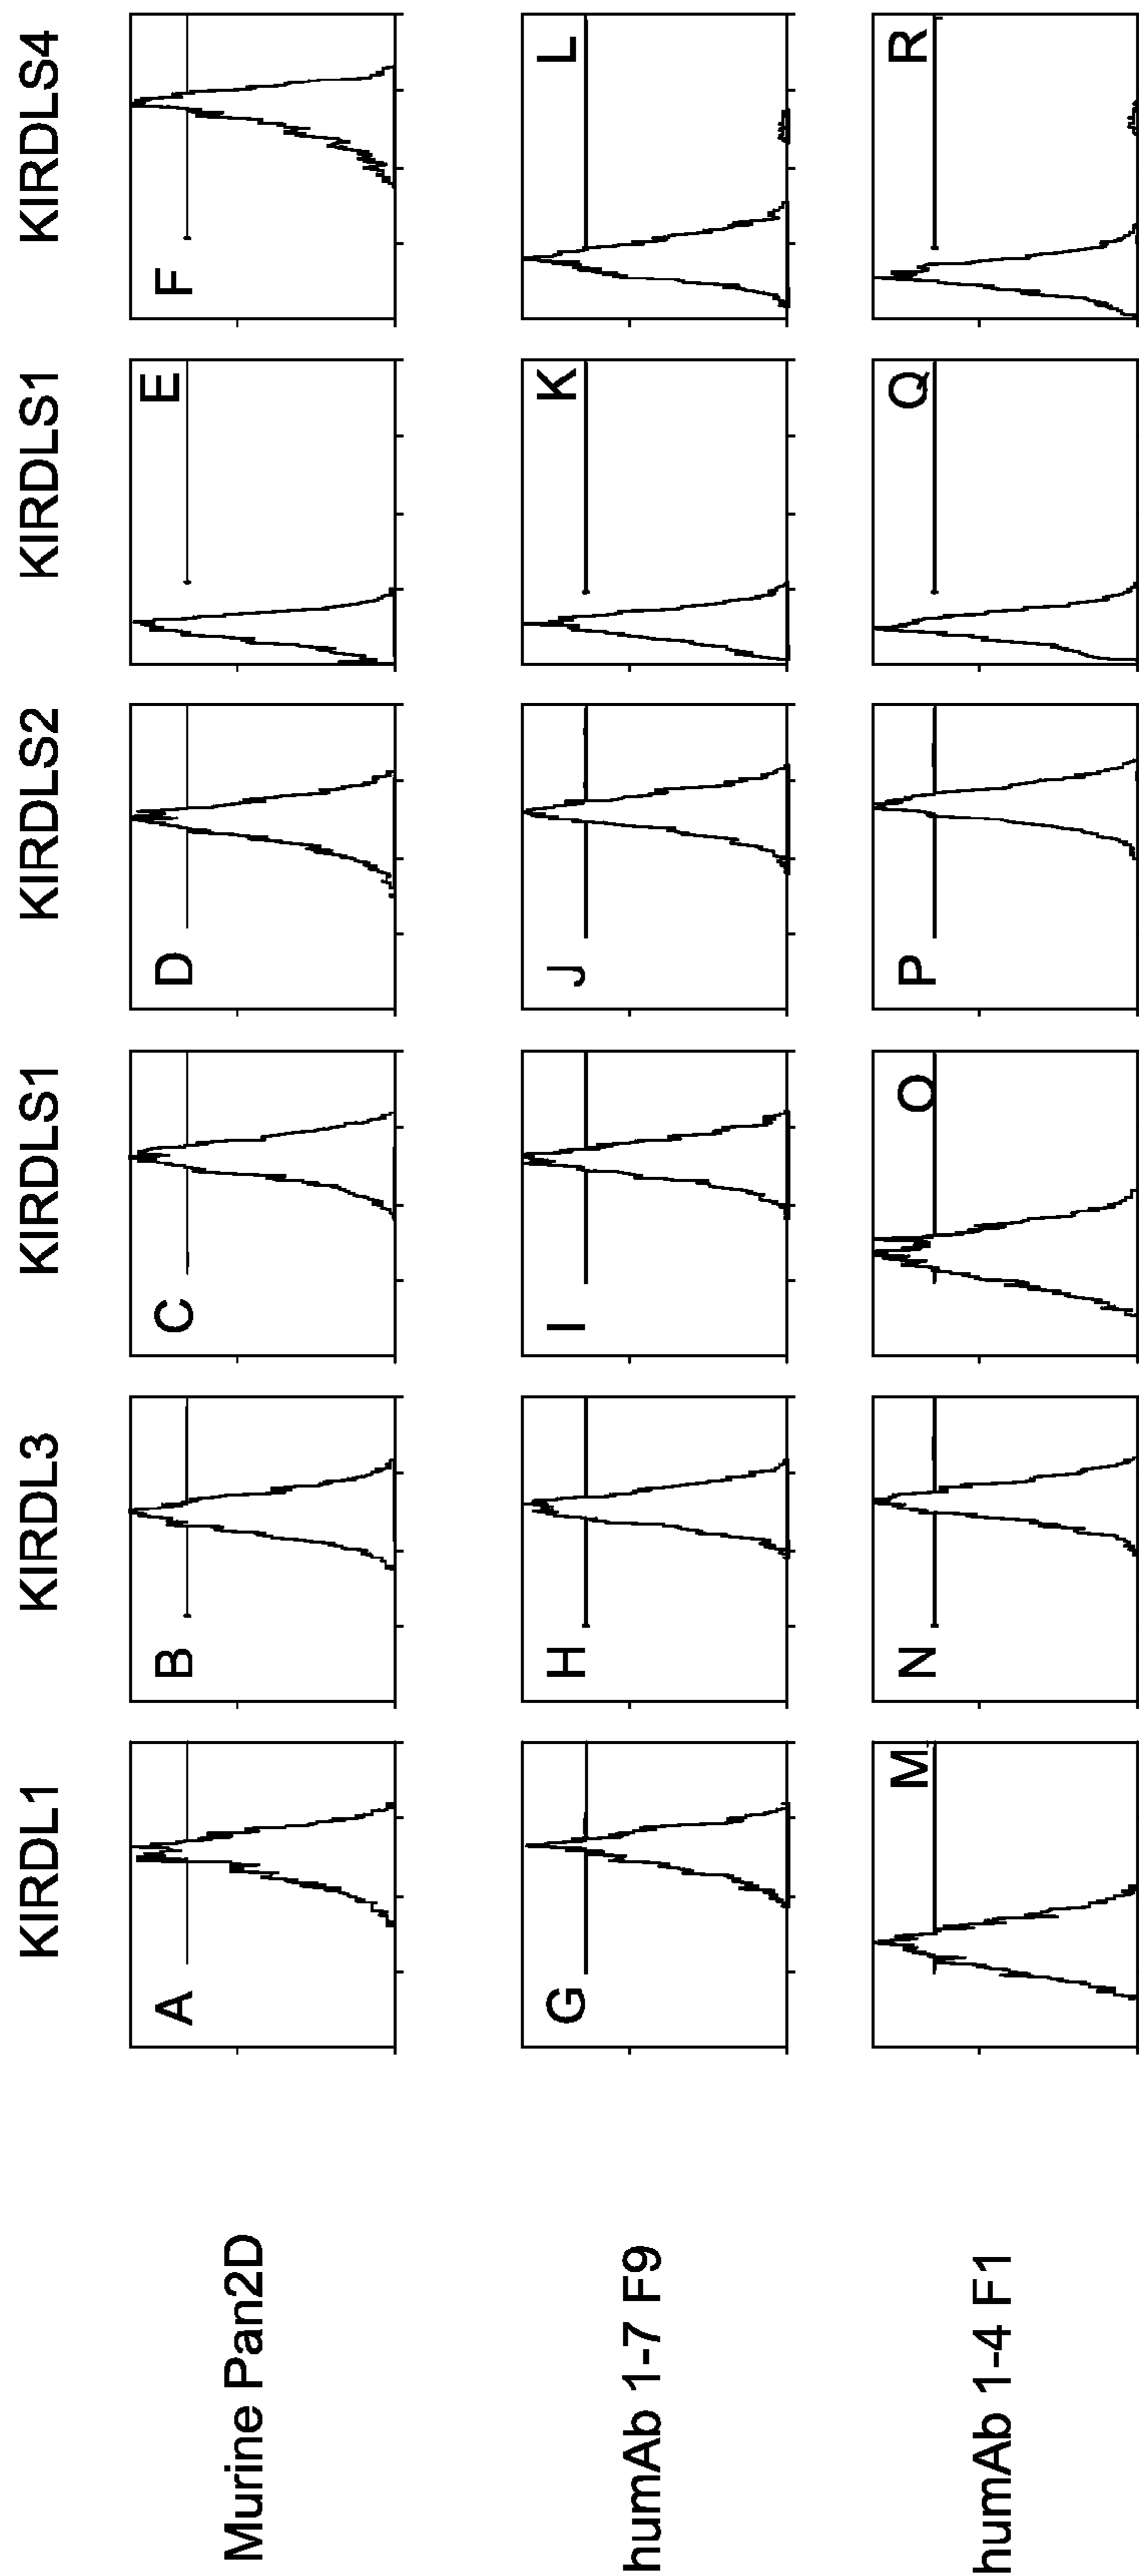 KIRDL1 KIRDL3 KIRDLS1 KIRDLS2 KIRDLS1 KIRDLS4
Murine Pan2D
A B C D E F
humAb 1-7 F9
G H I J K L
humAb 1-4 F1
M N O P Q R